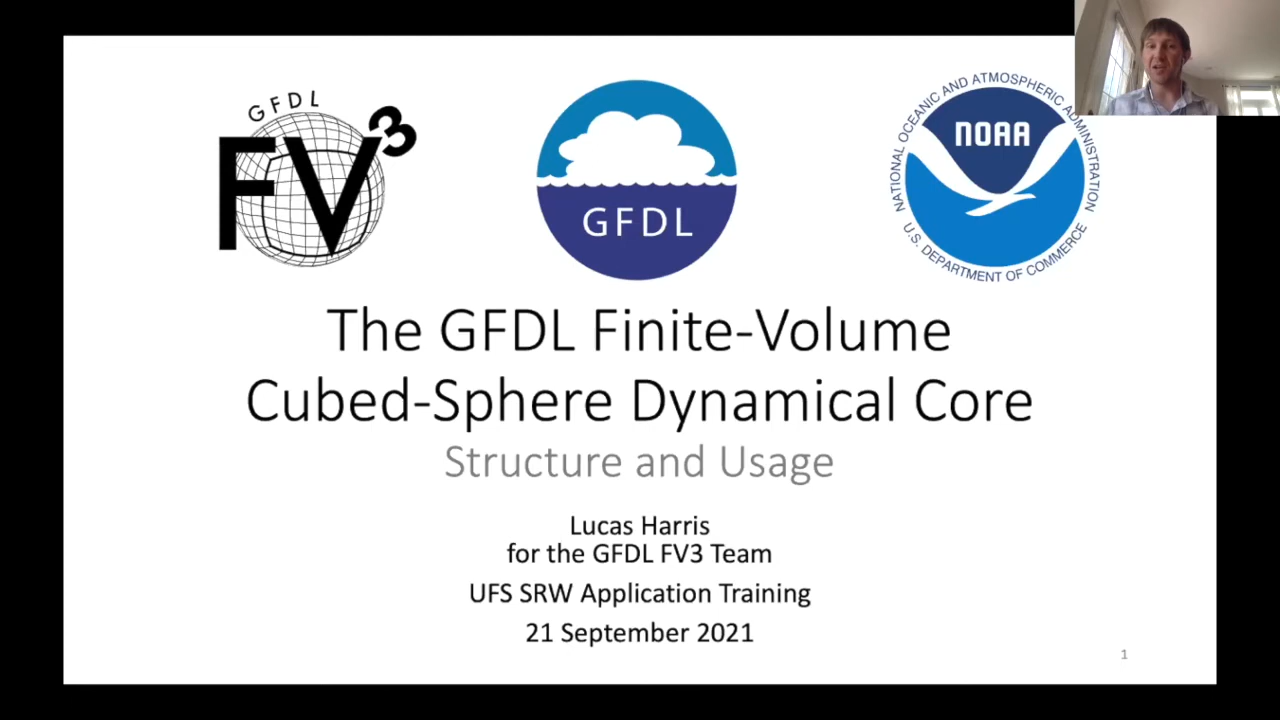 GFDL
FV3
GFDL
NOAA
NATIONAL OCEANIC AND ATMOSPHERIC ADMINISTRATION
U.S. DEPARTMENT OF COMMERCE
The GFDL Finite-Volume
Cubed-Sphere Dynamical Core
Structure and Usage
Lucas Harris
for the GFDL FV3 Team
UFS SRW Application Training
21 September 2021
1